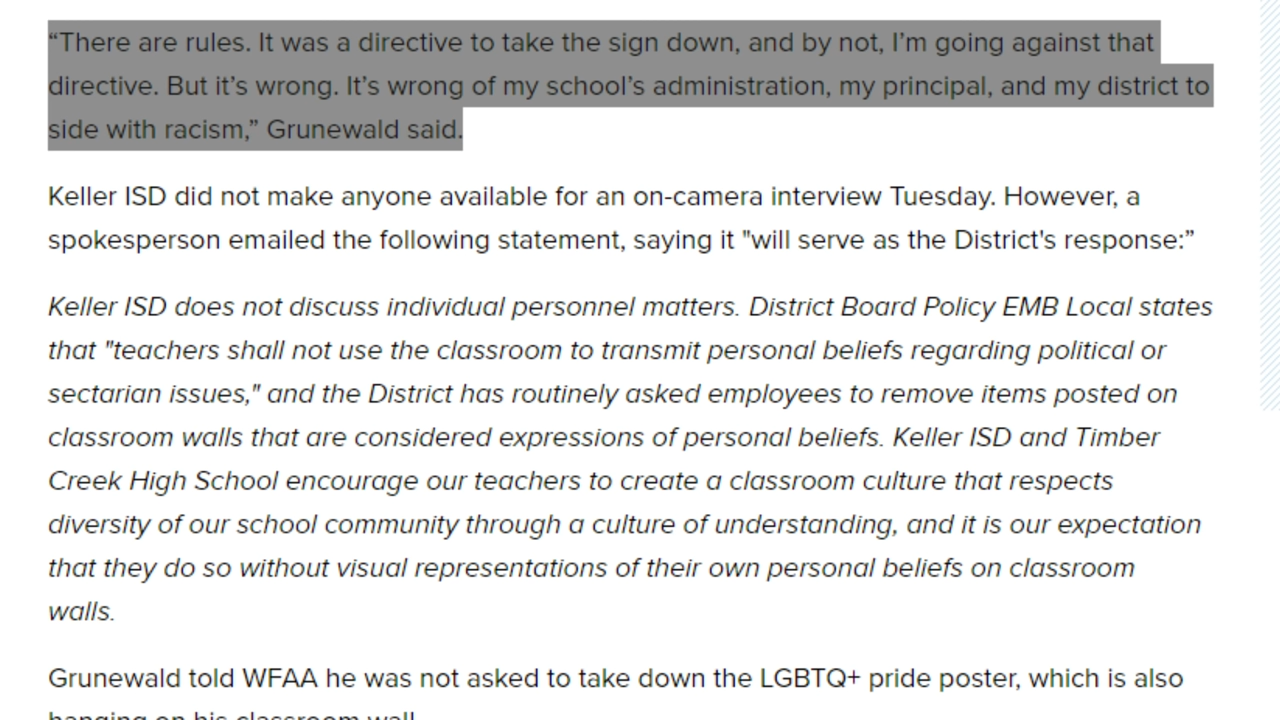 “There are rules. It was a directive to take the sign down, and by not, I’m going against that
directive. But it’s wrong. It’s wrong of my school’s administration, my principal, and my district to
side with racism,” Grunewald said.
Keller ISD did not make anyone available for an on-camera interview Tuesday. However, a
spokesperson emailed the following statement, saying it "will serve as the District's response:”
Keller ISD does not discuss individual personnel matters. District Board Policy EMB Local states
that "teachers shall not use the classroom to transmit personal beliefs regarding political or
sectarian issues," and the District has routinely asked employees to remove items posted on
classroom walls that are considered expressions of personal beliefs. Keller ISD and Timber
Creek High School encourage our teachers to create a classroom culture that respects
diversity of our school community through a culture of understanding, and it is our expectation
that they do so without visual representations of their own personal beliefs on classroom
walls.
Grunewald told WFAA he was not asked to take down the LGBTQ+ pride poster, which is also
hanging on his classroom wall.